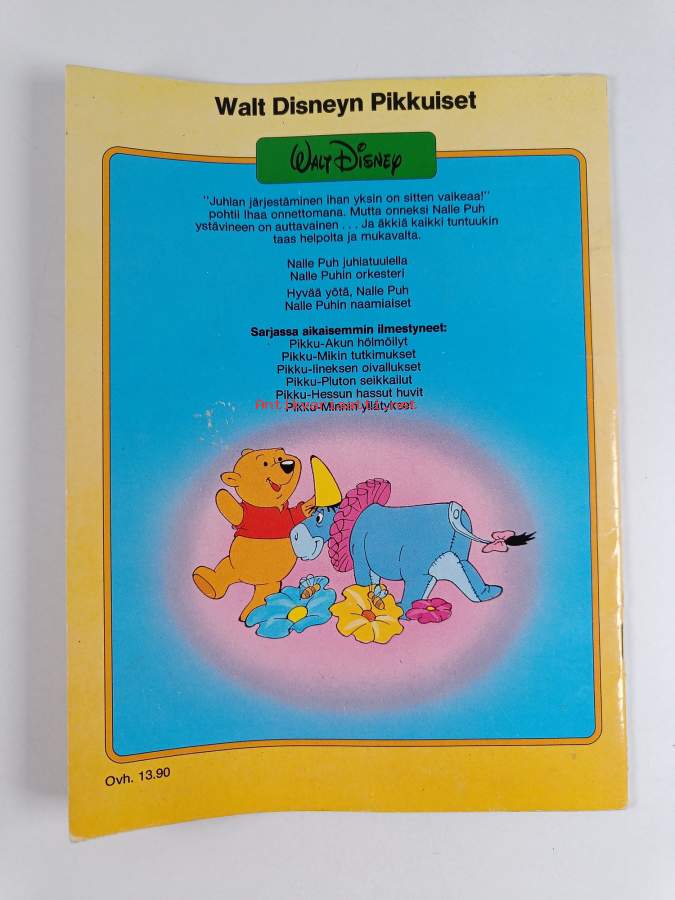 Walt Disneyn Pikkuiset
WALT DISNEY
"Juhlan järjestäminen ihan yksin on sitten vaikeaa!"
pohtii Ihaa onnettomana. Mutta onneksi Nalle Puh
ystävineen on auttavainen . . . Ja äkkiä kaikki tuntuukin
taas helpolta ja mukavalta.
Nalle Puh juhlatuulella
Nalle Puhin orkesteri
Hyvää yötä, Nalle Puh
Nalle Puhin naamiaiset
Sarjassa aikaisemmin ilmestyneet:
Pikku-Akun hölmöilyt
Pikku-Mikin tutkimukset
Pikku-Iineksen oivallukset
Pikku-Pluton seikkailut
Pikku-Hessun hassut huvit
Pikku-Minnin yllätykset
Ovh. 13.90